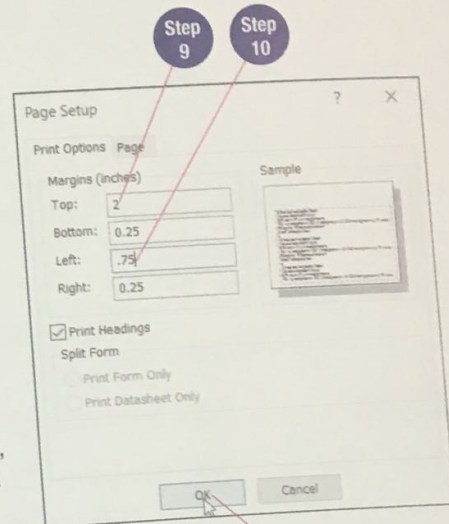 Step
9
Step
10
Page Setup
? ×
Print Options Page
Margins (inches)
Sample
Top: 2
Bottom: 0.25
Left: .75
Right: 0.25
Print Headings
Split Form
Print Form Only
Print Datasheet Only
OK Cancel
,